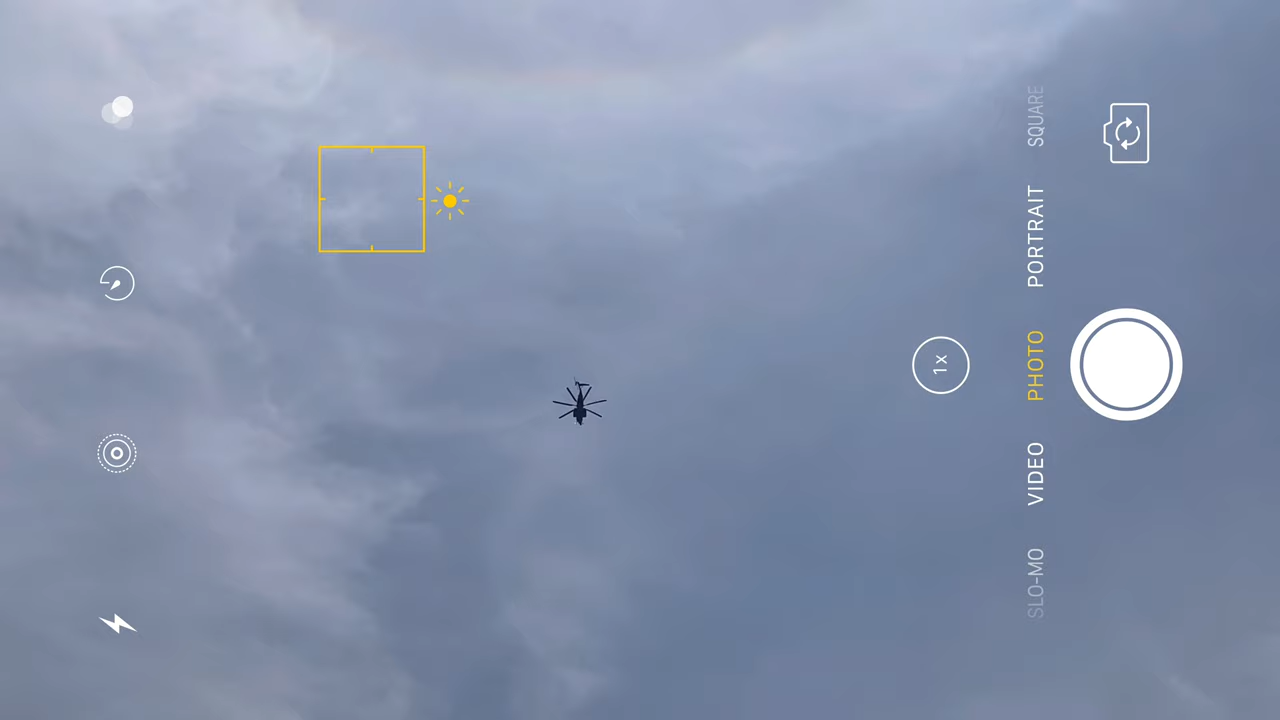 SQUARE
PORTRAIT
PHOTO
VIDEO
SLO-MO
1x